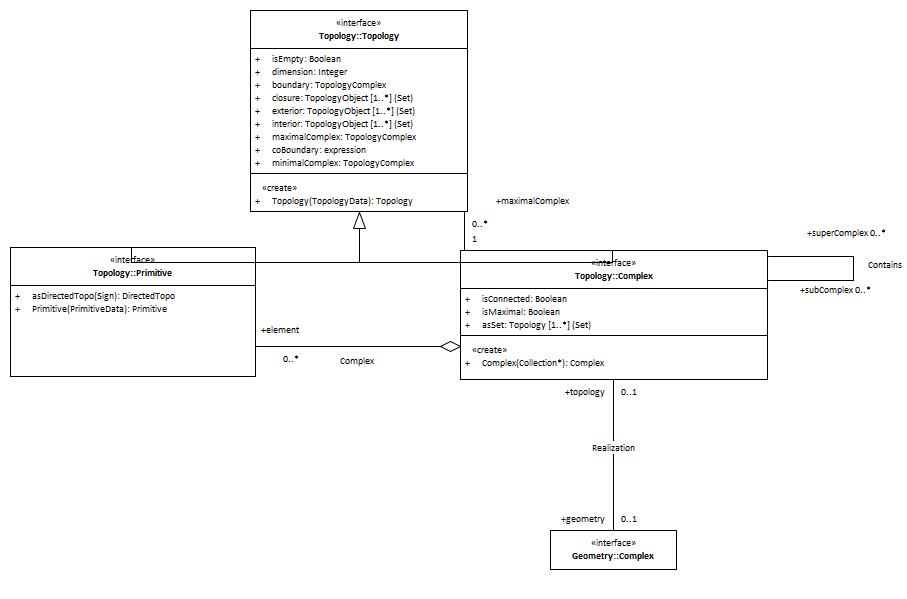 «interface»
Topology::Topology
+ isEmpty: Boolean
+ dimension: Integer
+ boundary: TopologyComplex
+ closure: TopologyObject [1..*] (Set)
+ exterior: TopologyObject [1..*] (Set)
+ interior: TopologyObject [1..*] (Set)
+ maximalComplex: TopologyComplex
+ coBoundary: expression
+ minimalComplex: TopologyComplex
«create»
+ Topology(TopologyData): Topology
+maximalComplex
0..*
1
+superComplex 0..*
Contains
+subComplex 0..*
«interface»
Topology::Primitive
+ asDirectedTopo(Sign): DirectedTopo
+ Primitive(PrimitiveData): Primitive
«interface»
Topology::Complex
+ isConnected: Boolean
+ isMaximal: Boolean
+ asSet: Topology [1..*] (Set)
«create»
+ Complex(Collection*): Complex
+element
0..*
Complex
+topology 0..1
Realization
+geometry 0..1
«interface»
Geometry::Complex